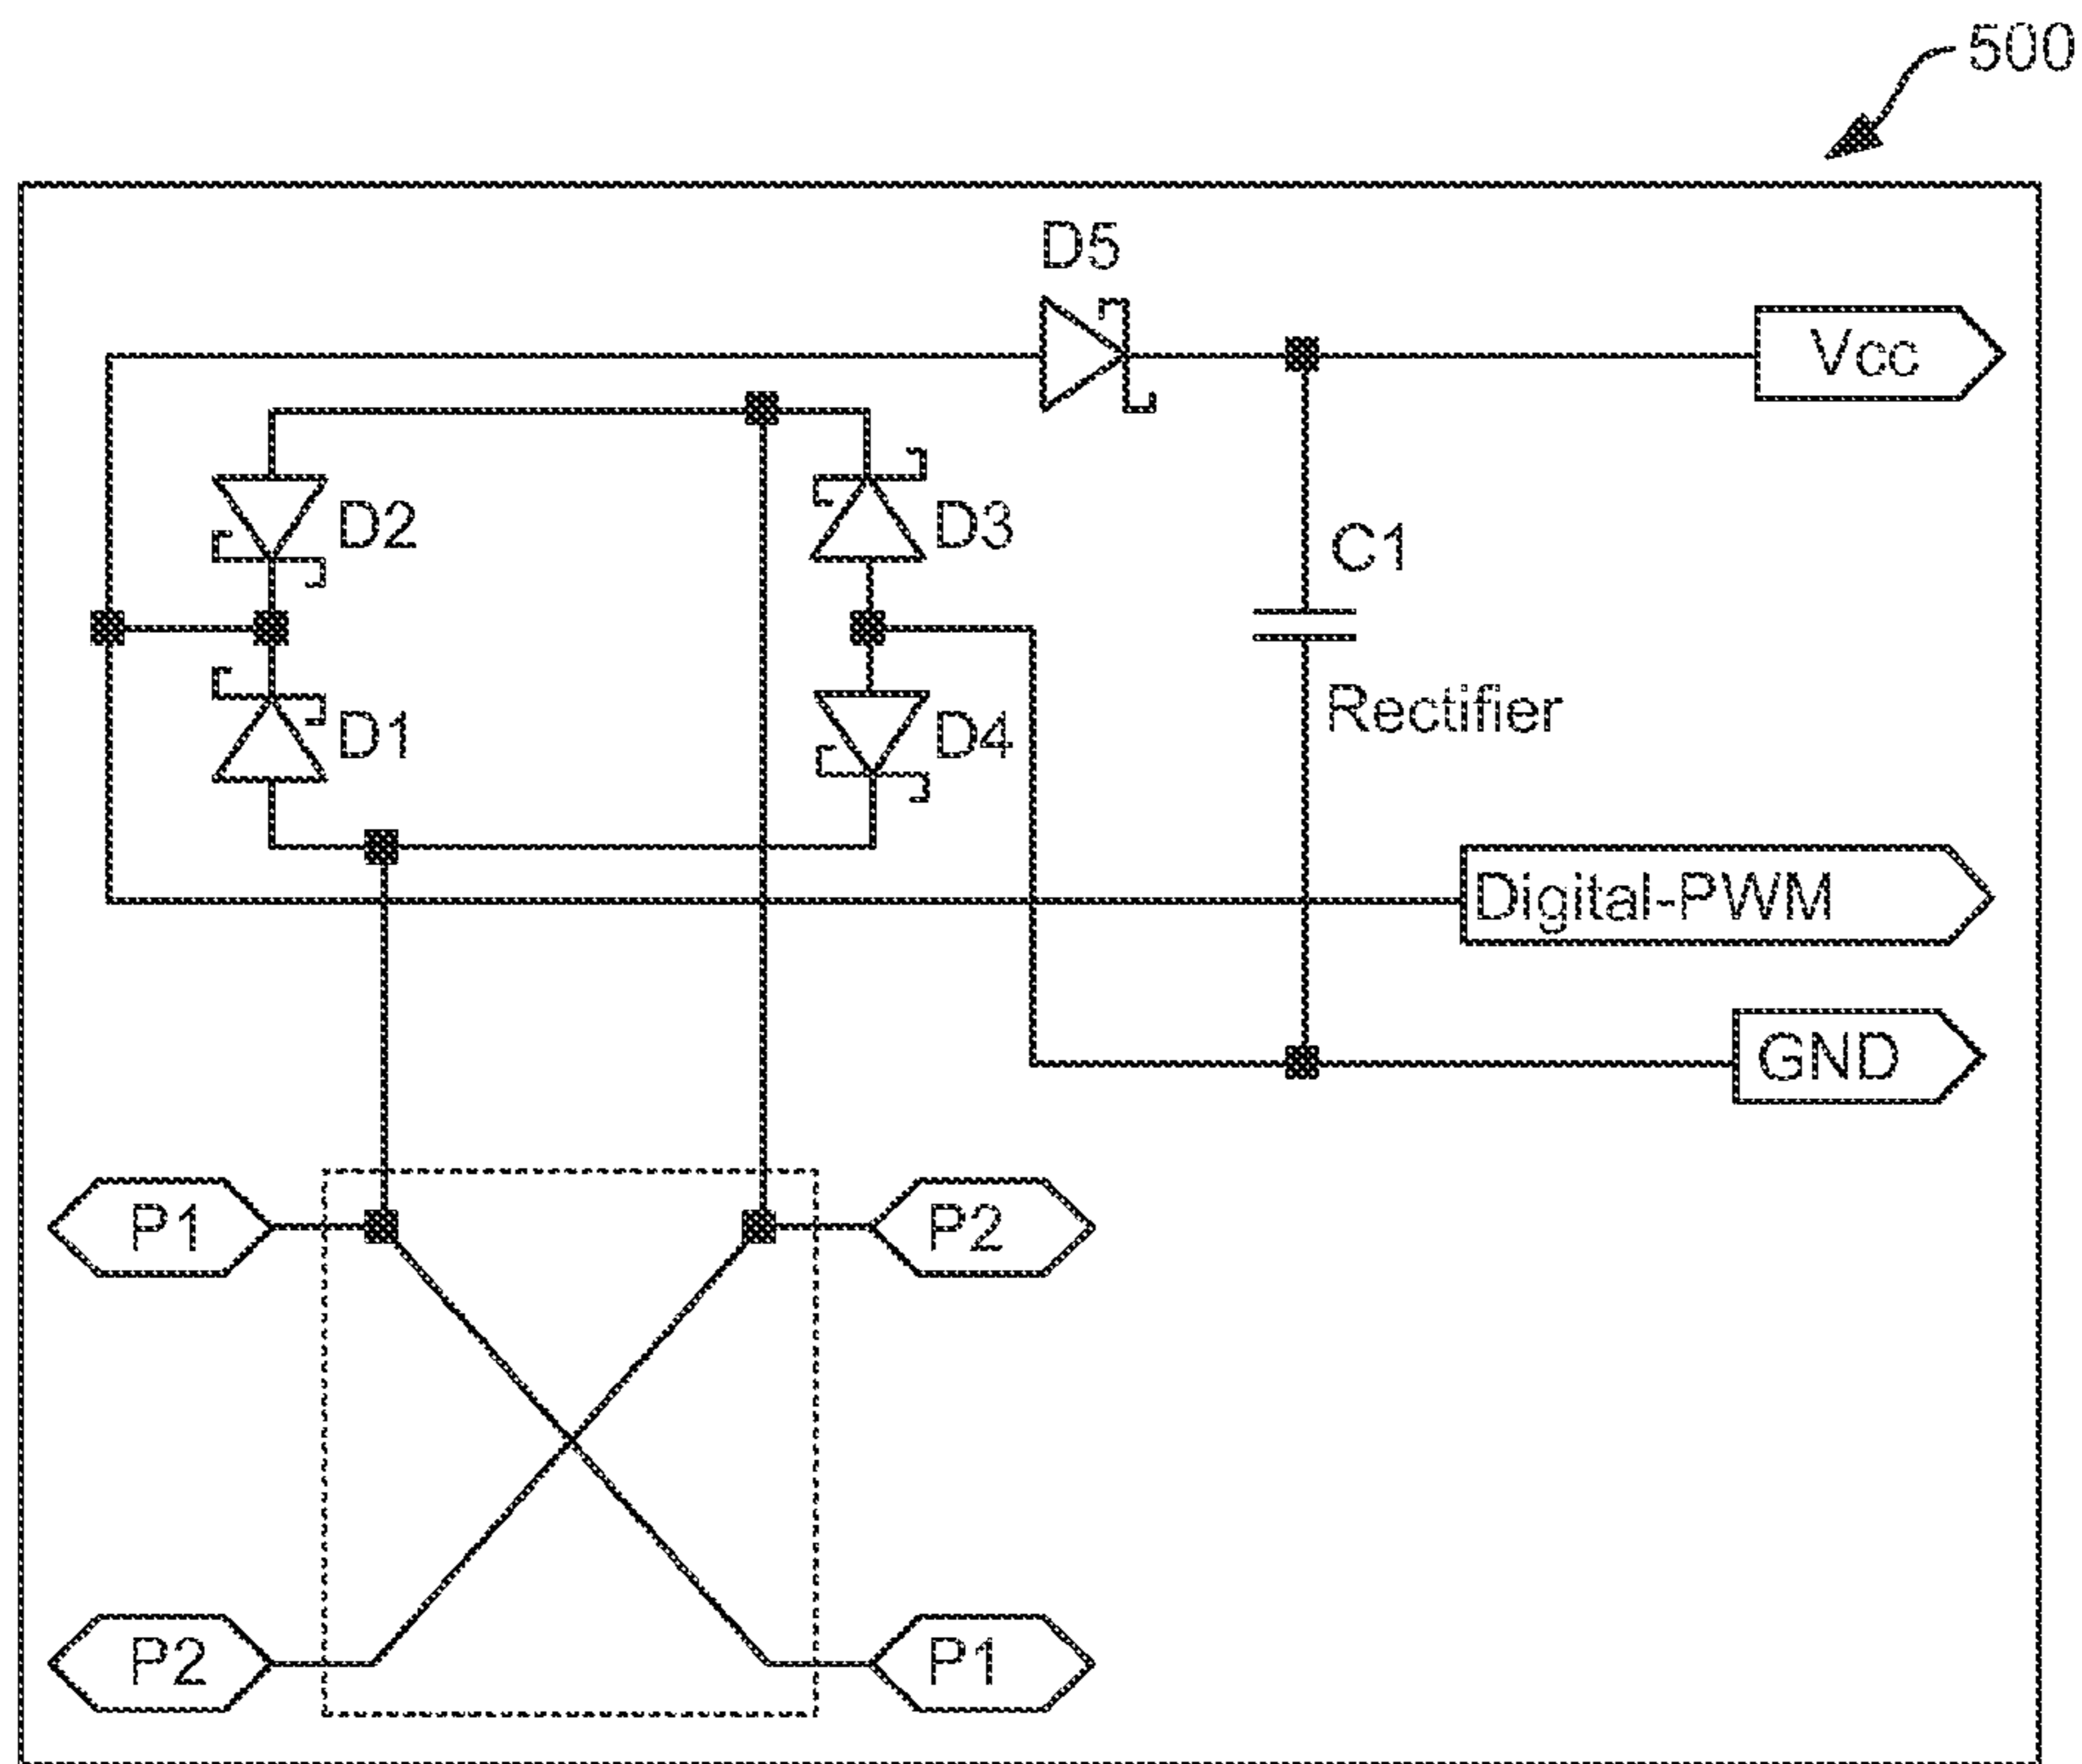 500
D5
Vcc
D2
D3
C1
D1
D4
Rectifier
Digital-PWM
GND
P1
P2
P2
P1